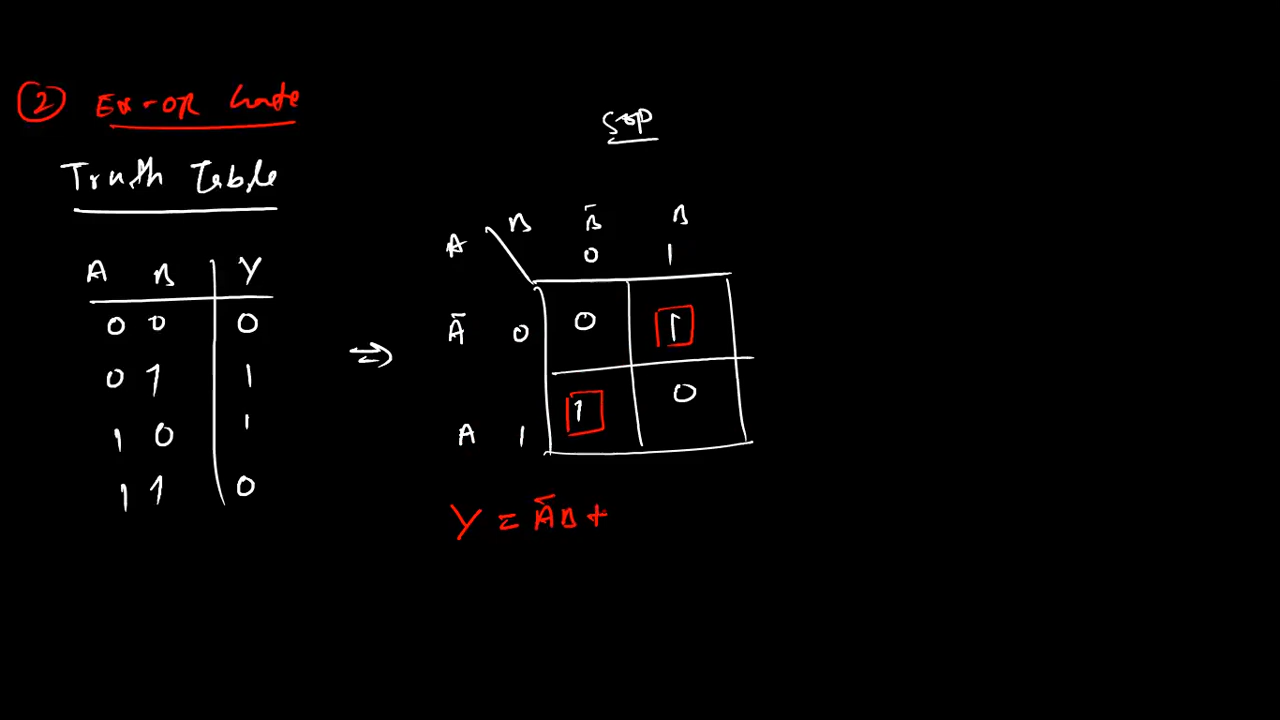 ② Ex-OR Gate
Truth Table
A B Y
0 0 0
0 1 1
1 0 1
1 1 0
⇒
SOP
A \ B B̄ B
0 1
Ā 0 0 1
A 1 1 0
Y = ĀB +